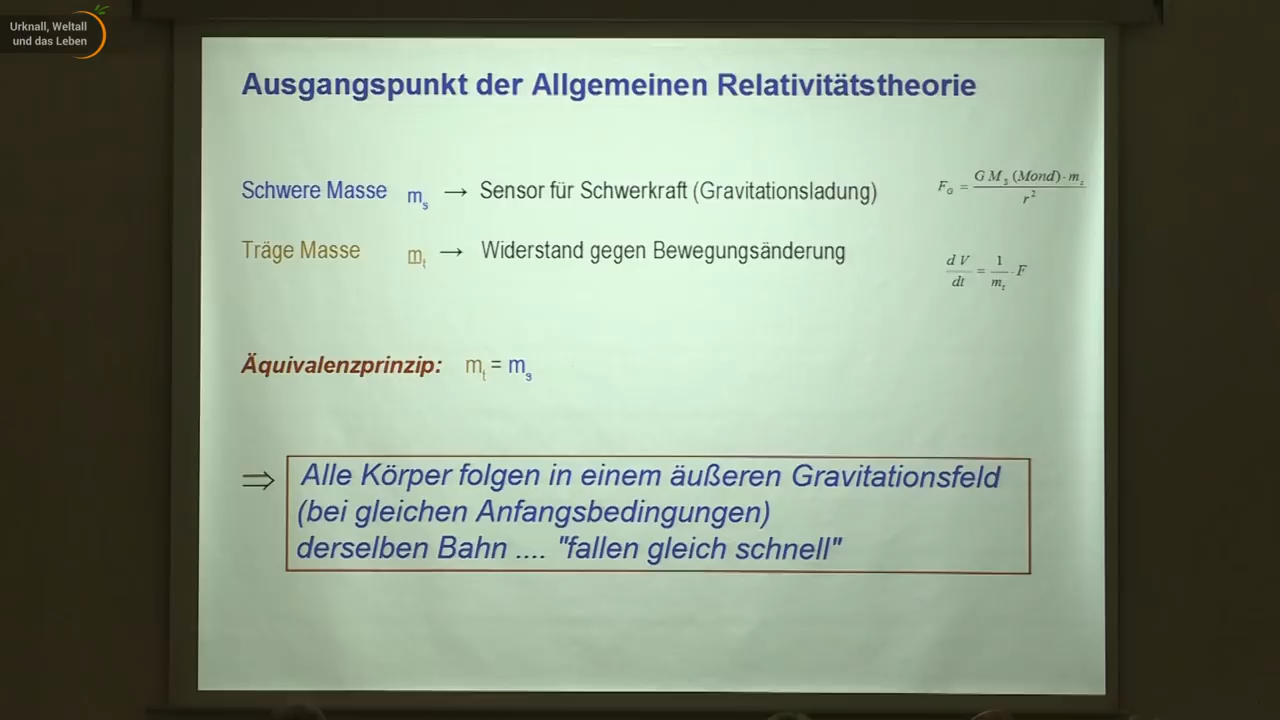 Urknall, Weltall
und das Leben
Ausgangspunkt der Allgemeinen Relativitätstheorie
Schwere Masse m_s → Sensor für Schwerkraft (Gravitationsladung) F_G = G M_s (Mond) · m_s / r^2
Träge Masse m_t → Widerstand gegen Bewegungsänderung d V / dt = 1 / m_t · F
Äquivalenzprinzip: m_t = m_s
⇒ Alle Körper folgen in einem äußeren Gravitationsfeld
(bei gleichen Anfangsbedingungen)
derselben Bahn .... "fallen gleich schnell"